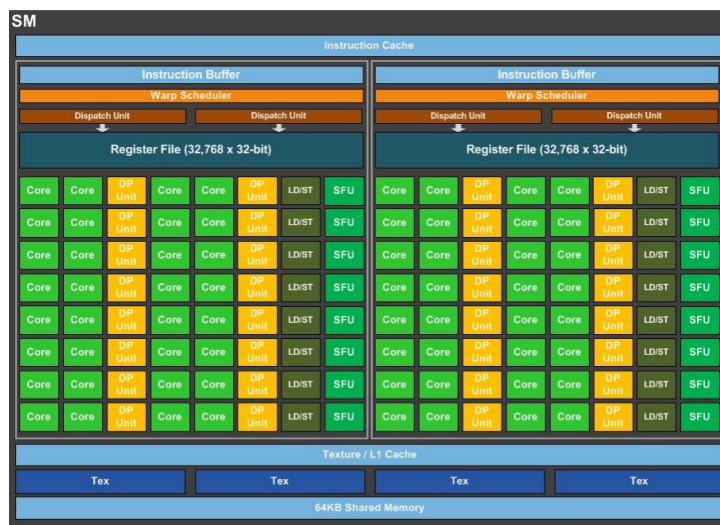 SM
Instruction Cache
Instruction Buffer Instruction Buffer
Warp Scheduler Warp Scheduler
Dispatch Unit Dispatch Unit Dispatch Unit Dispatch Unit
Register File (32,768 x 32-bit) Register File (32,768 x 32-bit)
Core Core DP Unit Core Core DP Unit LD/ST SFU Core Core DP Unit Core Core DP Unit LD/ST SFU
Core Core DP Unit Core Core DP Unit LD/ST SFU Core Core DP Unit Core Core DP Unit LD/ST SFU
Core Core DP Unit Core Core DP Unit LD/ST SFU Core Core DP Unit Core Core DP Unit LD/ST SFU
Core Core DP Unit Core Core DP Unit LD/ST SFU Core Core DP Unit Core Core DP Unit LD/ST SFU
Core Core DP Unit Core Core DP Unit LD/ST SFU Core Core DP Unit Core Core DP Unit LD/ST SFU
Core Core DP Unit Core Core DP Unit LD/ST SFU Core Core DP Unit Core Core DP Unit LD/ST SFU
Core Core DP Unit Core Core DP Unit LD/ST SFU Core Core DP Unit Core Core DP Unit LD/ST SFU
Core Core DP Unit Core Core DP Unit LD/ST SFU Core Core DP Unit Core Core DP Unit LD/ST SFU
Texture / L1 Cache
Tex Tex Tex Tex
64KB Shared Memory